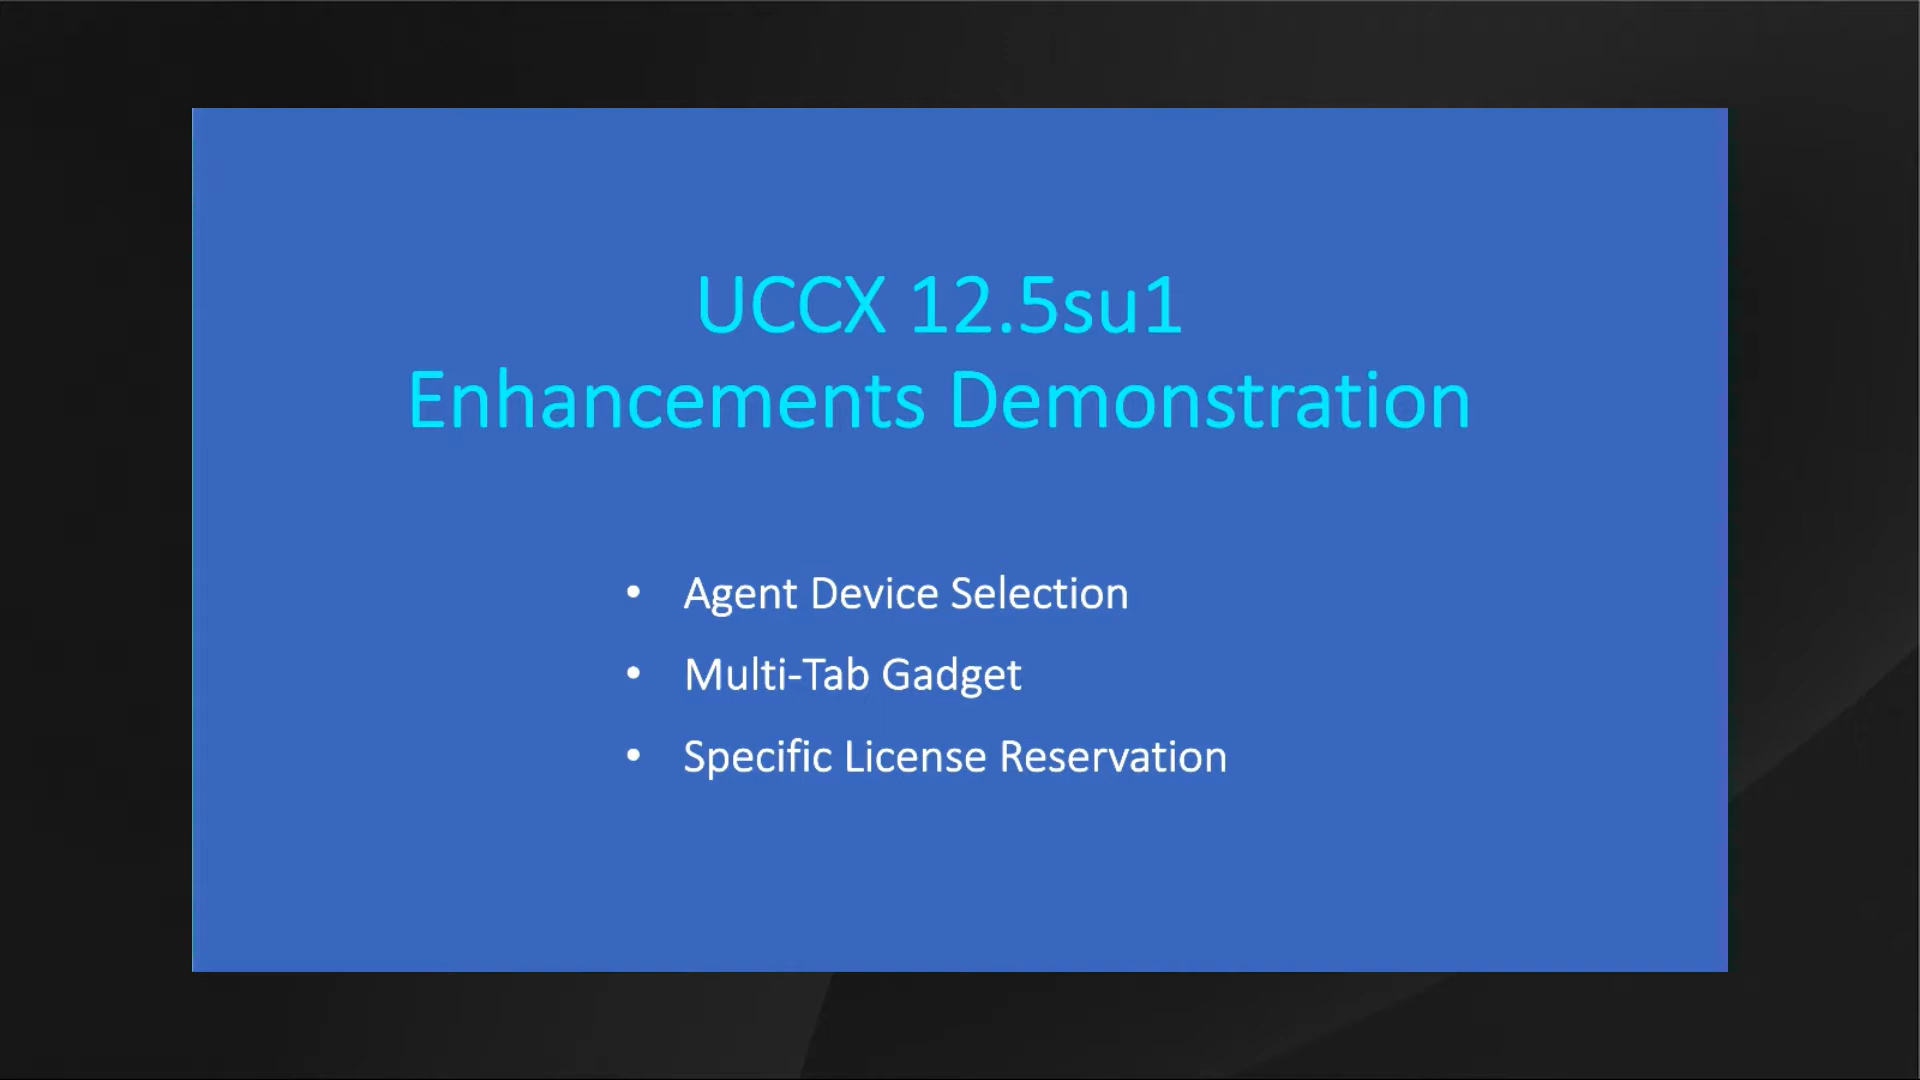 UCCX 12.5su1
Enhancements Demonstration
• Agent Device Selection
• Multi-Tab Gadget
• Specific License Reservation